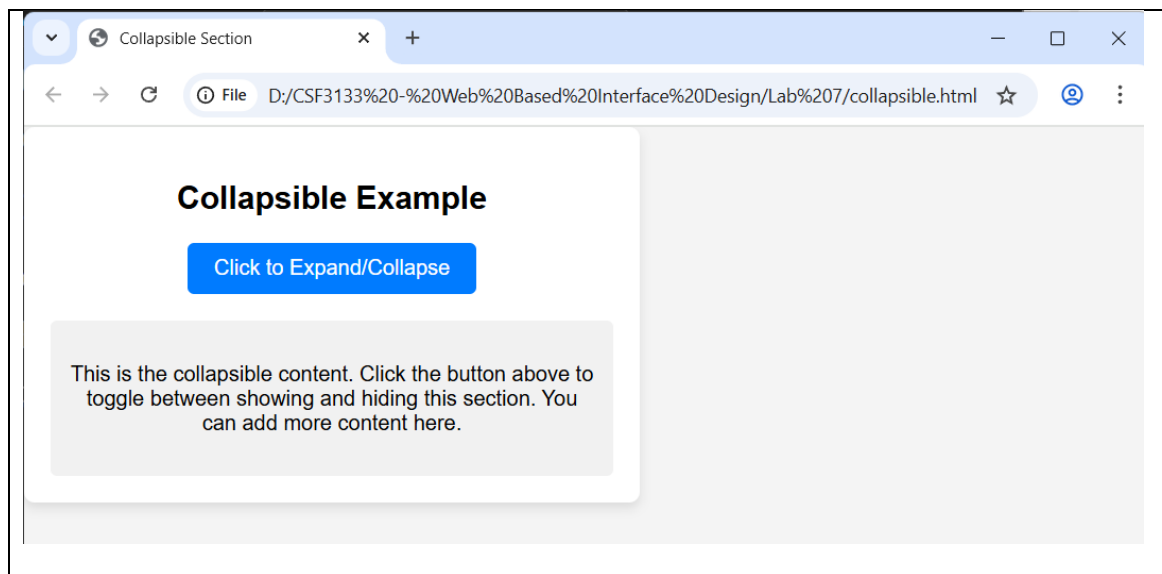 Collapsible Section
File D:/CSF3133%20-%20Web%20Based%20Interface%20Design/Lab%207/collapsible.html
Collapsible Example
Click to Expand/Collapse
This is the collapsible content. Click the button above to
toggle between showing and hiding this section. You
can add more content here.